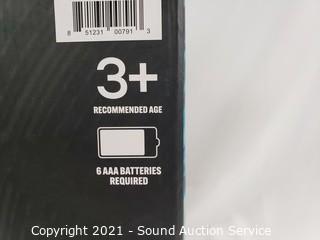 8 51231 00791 3
3+
RECOMMENDED AGE
6 AAA BATTERIES
REQUIRED
Copyright 2021 - Sound Auction Service